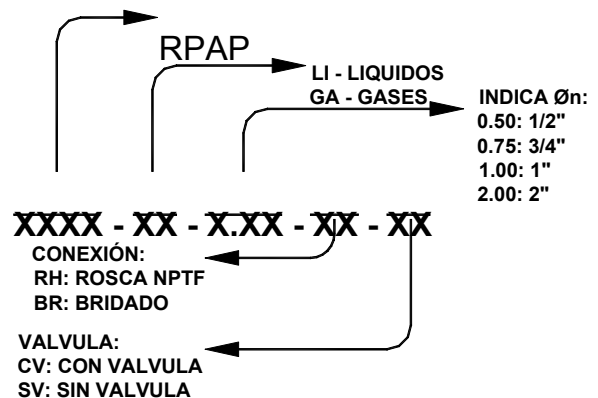 RPAP
LI - LIQUIDOS
GA - GASES
INDICA Øn:
0.50: 1/2"
0.75: 3/4"
1.00: 1"
2.00: 2"
XXXX - XX - X.XX - XX - XX
CONEXIÓN:
RH: ROSCA NPTF
BR: BRIDADO
VALVULA:
CV: CON VALVULA
SV: SIN VALVULA